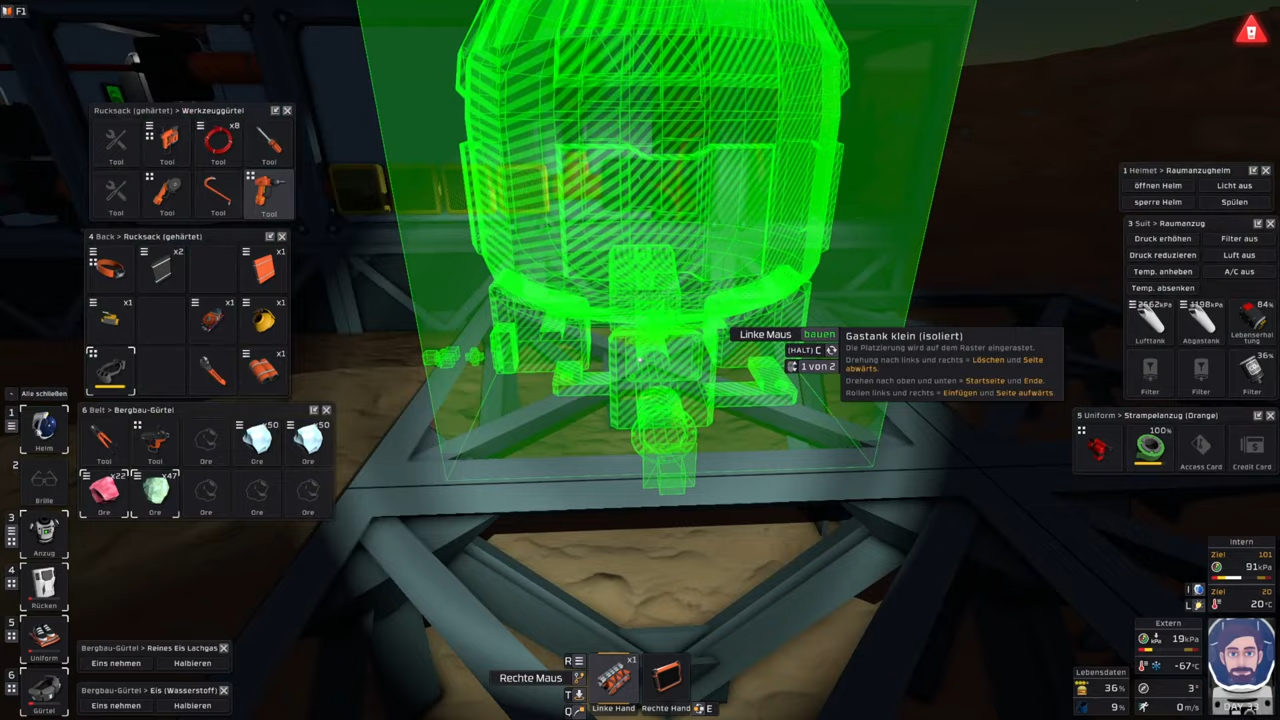 F1
Rucksack (gehärtet) > Werkzeuggürtel
x8
Tool Tool Tool Tool
Tool Tool Tool Tool
4 Back > Rucksack (gehärtet)
x2 x1
x1 x1 x1
x1
Alle schließen
6 Belt > Bergbau-Gürtel
x50 x50
Tool Tool Ore Ore Ore
x22 x47
Ore Ore Ore Ore Ore
1
Helm
2
Brille
3
Anzug
4
Rücken
5
Uniform
6
Gürtel
Bergbau-Gürtel > Reines Eis Lachgas
Eins nehmen Halbieren
Bergbau-Gürtel > Eis (Wasserstoff)
Eins nehmen Halbieren
Linke Maus bauen
(HALT) C
1 von 2
Gastank klein (isoliert)
Die Platzierung wird auf dem Raster eingerastet.
Drehung nach links und rechts = Löschen und Seite
abwärts.
Drehen nach oben und unten = Startseite und Ende.
Rollen links und rechts = Einfügen und Seite aufwärts.
Rechte Maus
R
T
Q
x1
Linke Hand Rechte Hand E
1 Helmet > Raumanzughelm
öffnen Helm Licht aus
sperre Helm Spülen
3 Suit > Raumanzug
Druck erhöhen Filter aus
Druck reduzieren Luft aus
Temp. anheben A/C aus
Temp. absenken
2662kPa 1198kPa 84%
Lufttank Abgastank Lebenserhal
tung
36%
Filter Filter Filter
5 Uniform > Strampelanzug (Orange)
100%
Access Card Credit Card
Intern
Ziel 101
91kPa
Ziel 20
20°C
I
L
Extern
kPa 19kPa
-67°C
3°
0m/s
Lebensdaten
36%
9%
DAY 33